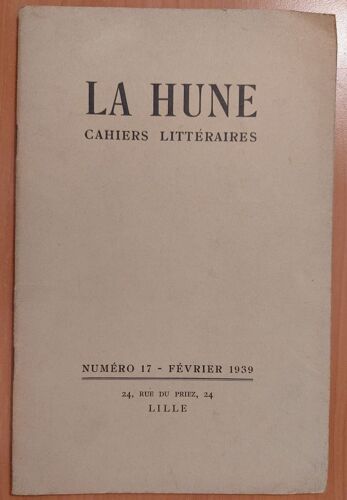 LA HUNE
CAHIERS LITTÉRAIRES
NUMÉRO 17 - FÉVRIER 1939
24, RUE DU PRIEZ, 24
LILLE